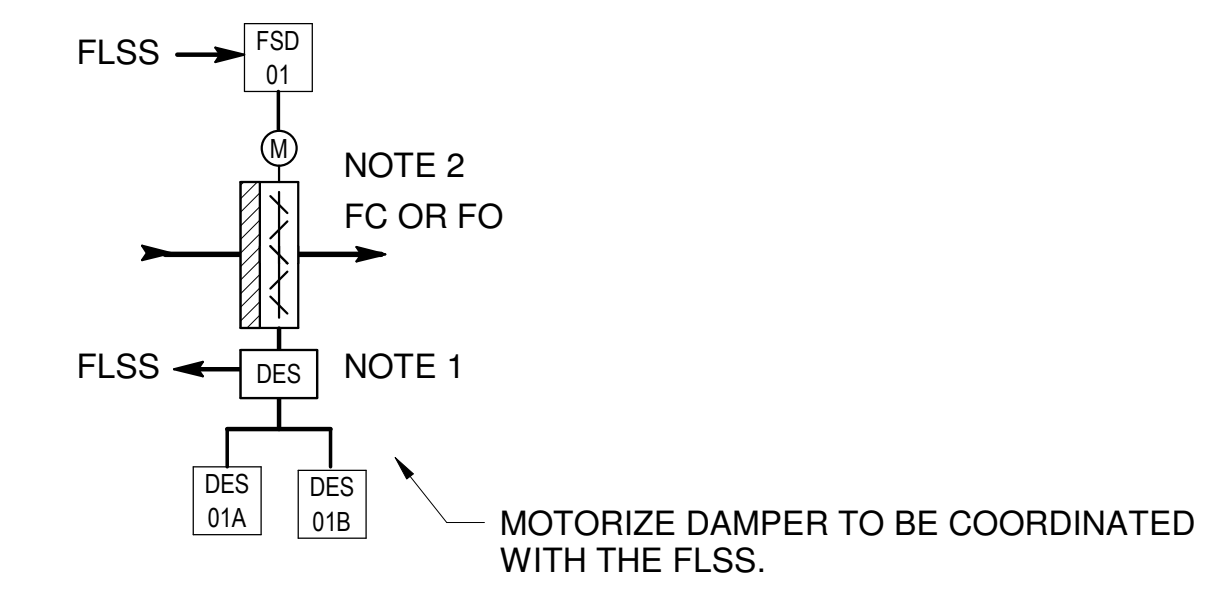 FLSS
FSD
01
M
NOTE 2
FC OR FO
FLSS
DES
NOTE 1
DES
01A
DES
01B
MOTORIZE DAMPER TO BE COORDINATED
WITH THE FLSS.